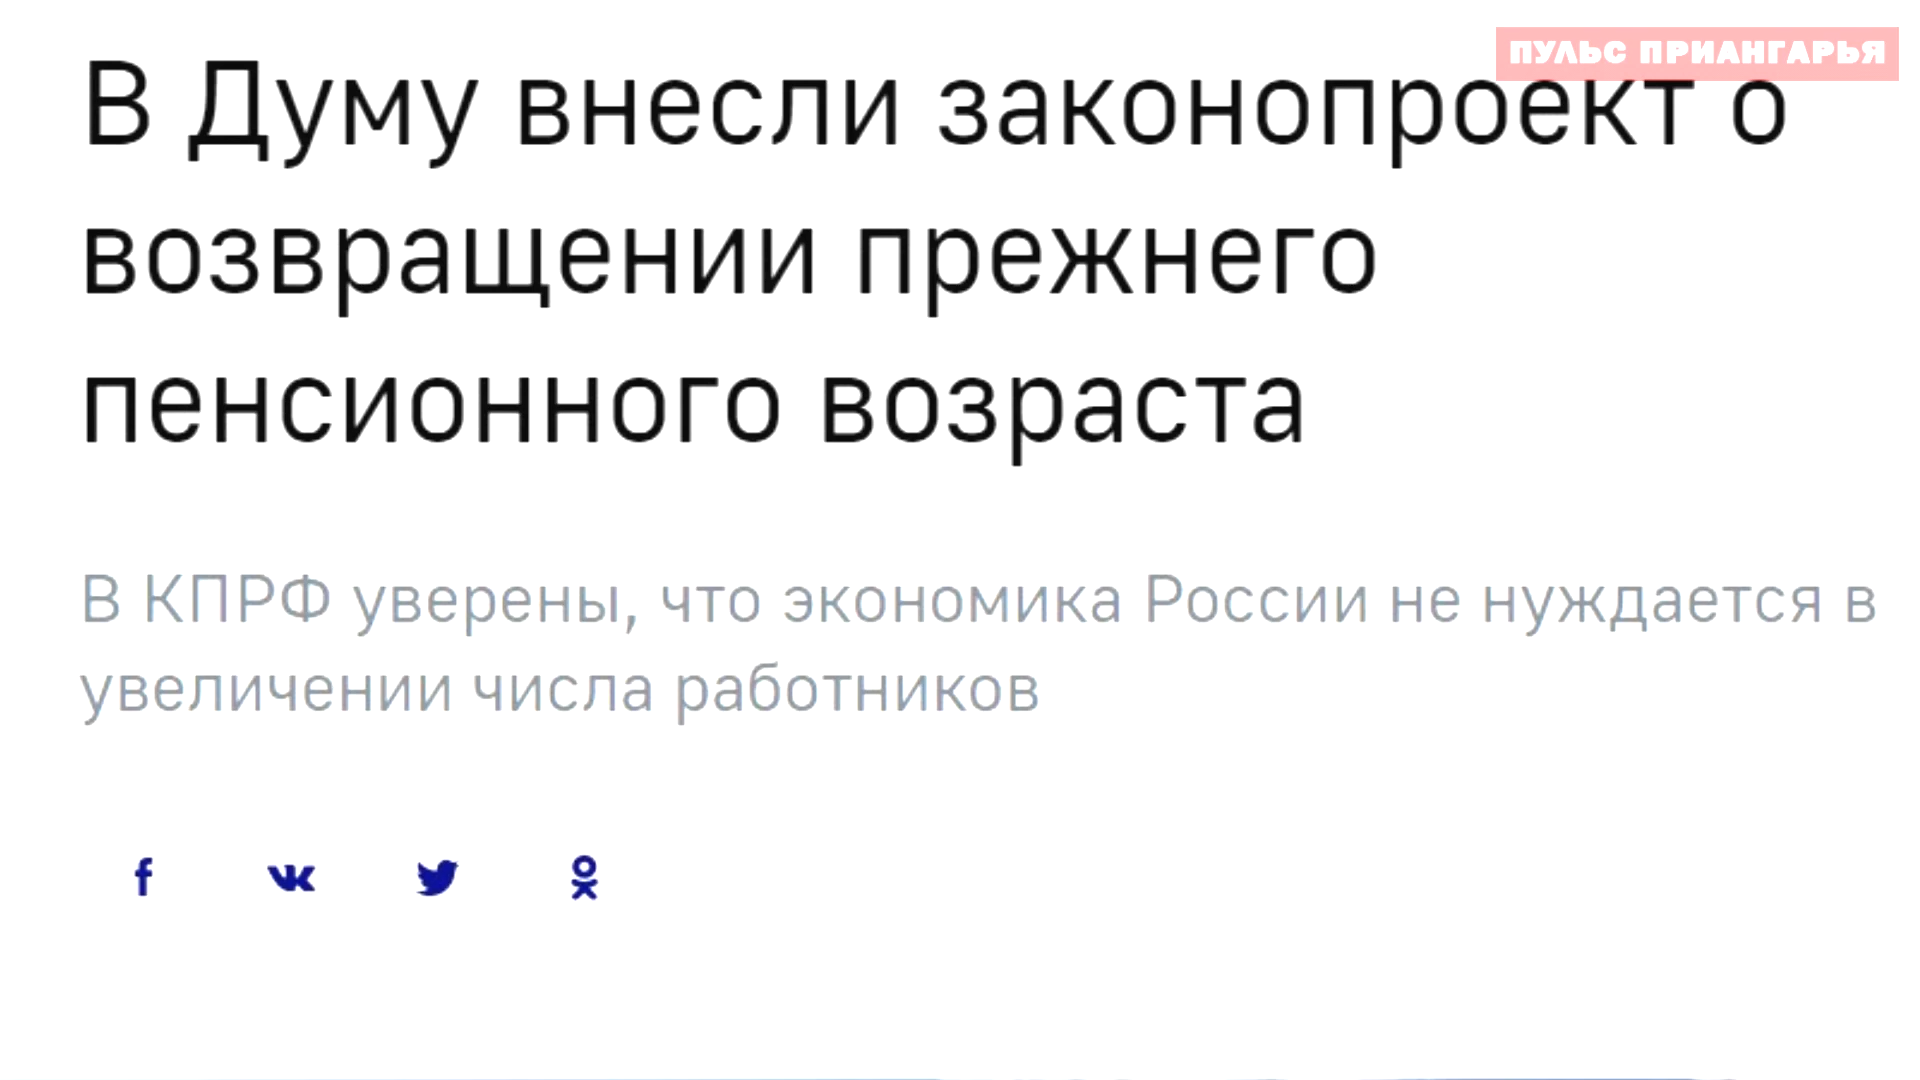 ПУЛЬС ПРИАНГАРЬЯ
В Думу внесли законопроект о
возвращении прежнего
пенсионного возраста
В КПРФ уверены, что экономика России не нуждается в
увеличении числа работников